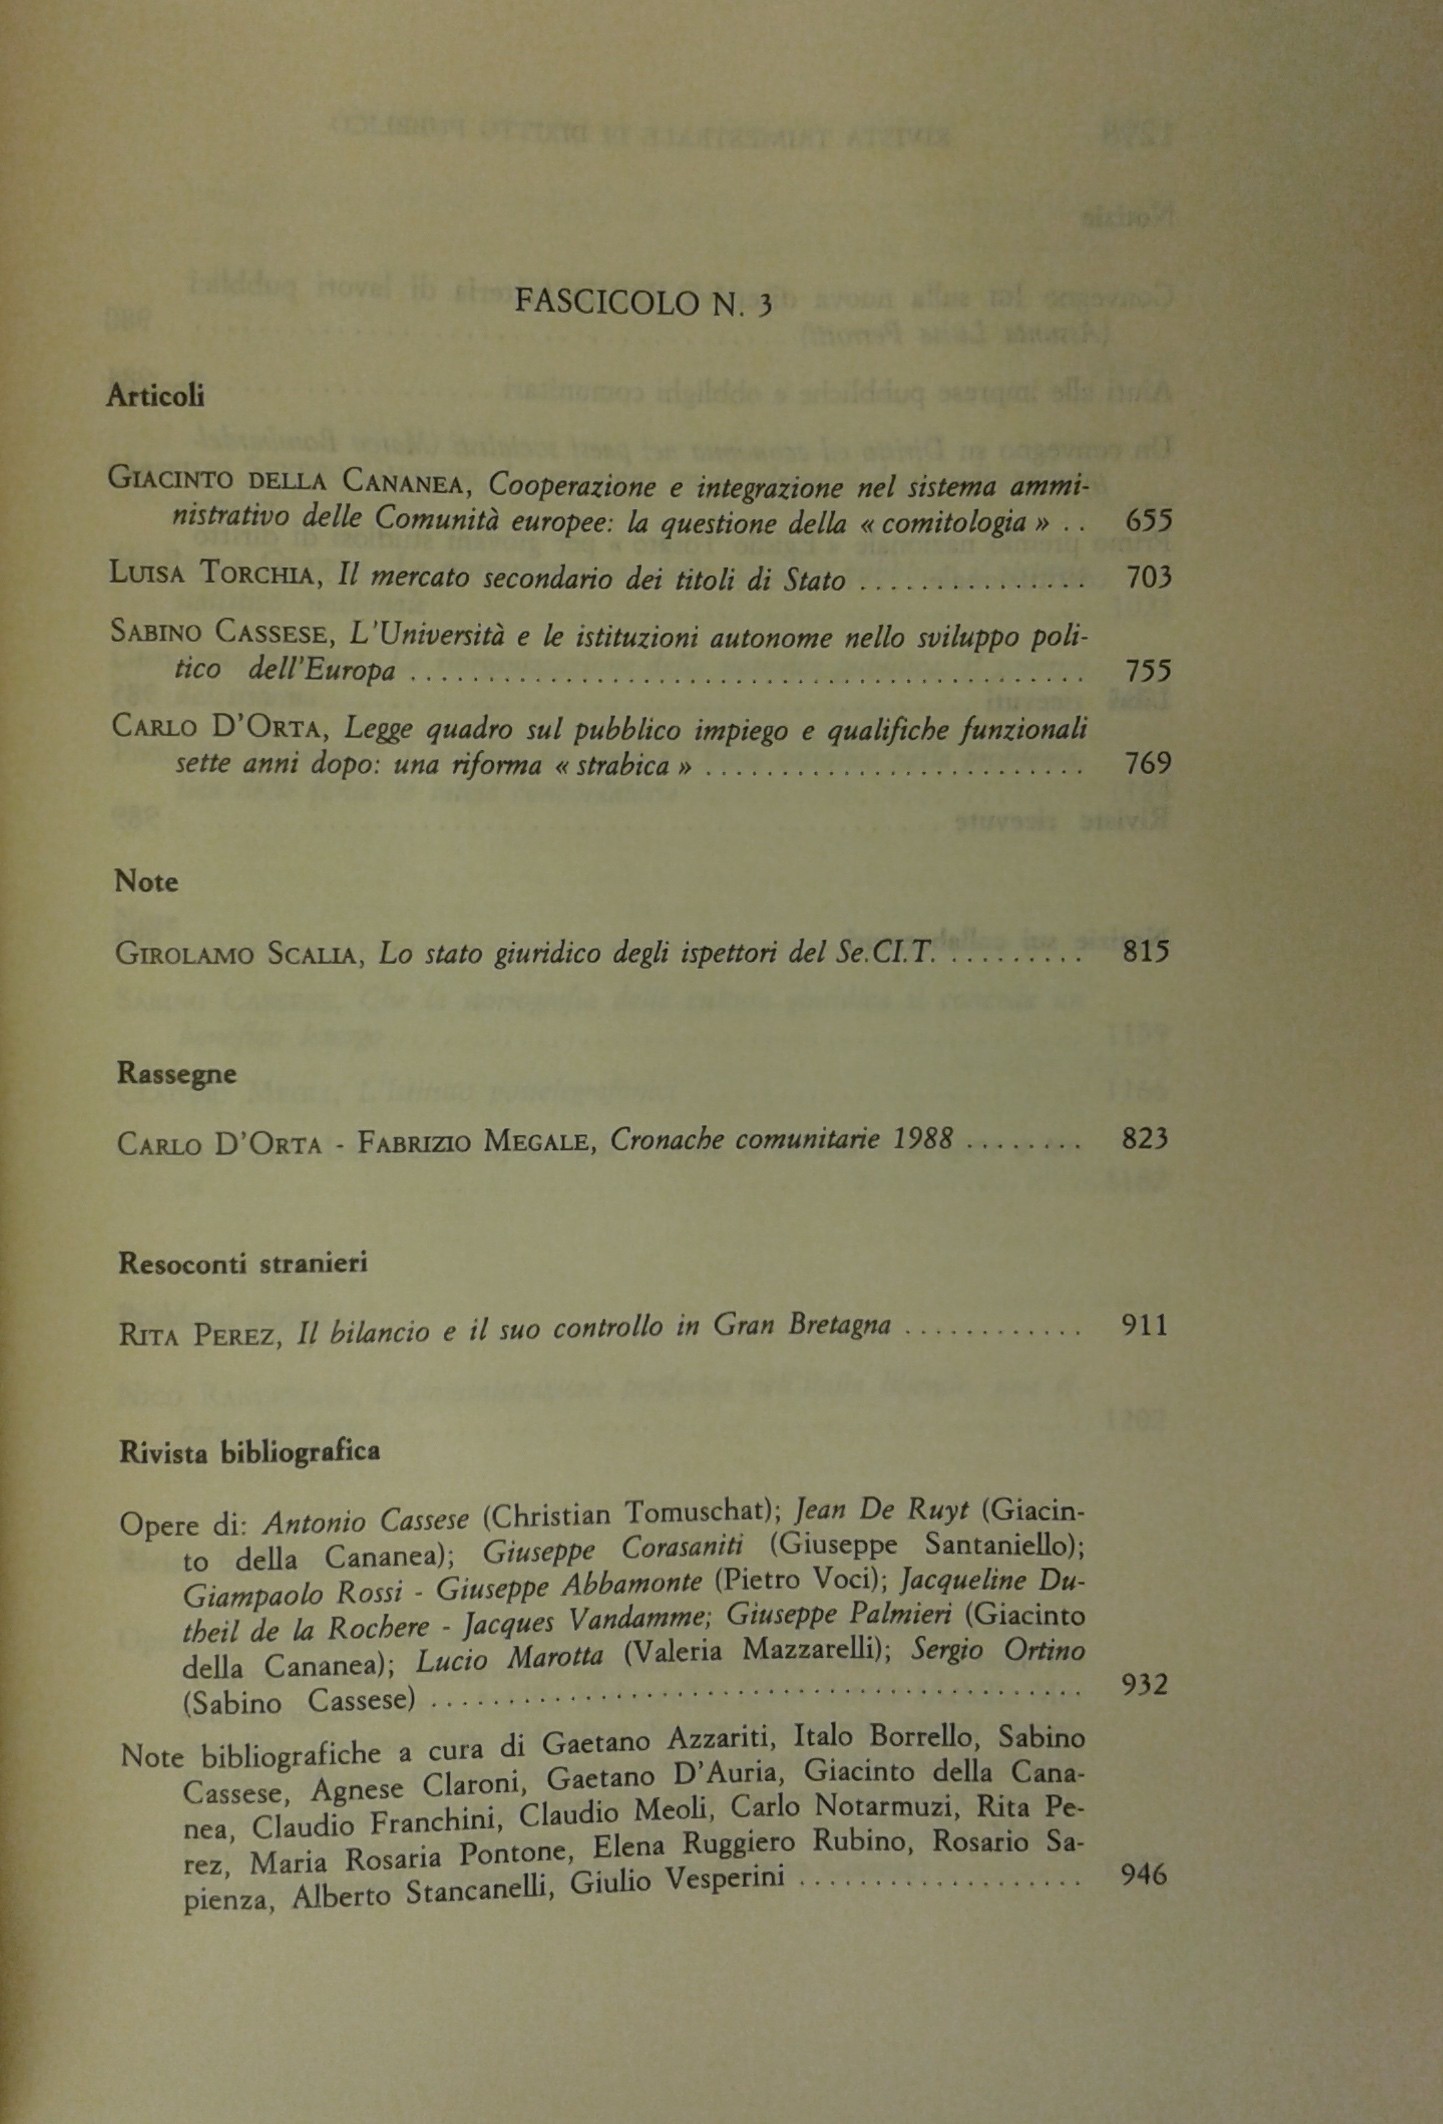 FASCICOLO N. 3
Articoli
GIACINTO DELLA CANANEA, Cooperazione e integrazione nel sistema ammi-
nistrativo delle Comunità europee: la questione della « comitologia » . . 655
LUISA TORCHIA, Il mercato secondario dei titoli di Stato . . . . . . . . . . . . . . . 703
SABINO CASSESE, L'Università e le istituzioni autonome nello sviluppo poli-
tico dell'Europa . . . . . . . . . . . . . . . . . . . . . . . . . . . . . . . . . . . . . . . . . . . . 755
CARLO D'ORTA, Legge quadro sul pubblico impiego e qualifiche funzionali
sette anni dopo: una riforma « strabica » . . . . . . . . . . . . . . . . . . . . . . . . . 769
Note
GIROLAMO SCALIA, Lo stato giuridico degli ispettori del Se.CI.T. . . . . . . . . . 815
Rassegne
CARLO D'ORTA - FABRIZIO MEGALE, Cronache comunitarie 1988 . . . . . . . . 823
Resoconti stranieri
RITA PEREZ, Il bilancio e il suo controllo in Gran Bretagna . . . . . . . . . . . . 911
Rivista bibliografica
Opere di: Antonio Cassese (Christian Tomuschat); Jean De Ruyt (Giacin-
to della Cananea); Giuseppe Corasaniti (Giuseppe Santaniello);
Giampaolo Rossi - Giuseppe Abbamonte (Pietro Voci); Jacqueline Du-
theil de la Rochere - Jacques Vandamme; Giuseppe Palmieri (Giacinto
della Cananea); Lucio Marotta (Valeria Mazzarelli); Sergio Ortino
(Sabino Cassese) . . . . . . . . . . . . . . . . . . . . . . . . . . . . . . . . . . . . . . . . . . . 932
Note bibliografiche a cura di Gaetano Azzariti, Italo Borrello, Sabino
Cassese, Agnese Claroni, Gaetano D'Auria, Giacinto della Cana-
nea, Claudio Franchini, Claudio Meoli, Carlo Notarmuzi, Rita Pe-
rez, Maria Rosaria Pontone, Elena Ruggiero Rubino, Rosario Sa-
pienza, Alberto Stancanelli, Giulio Vesperini . . . . . . . . . . . . . . . . . . . 946